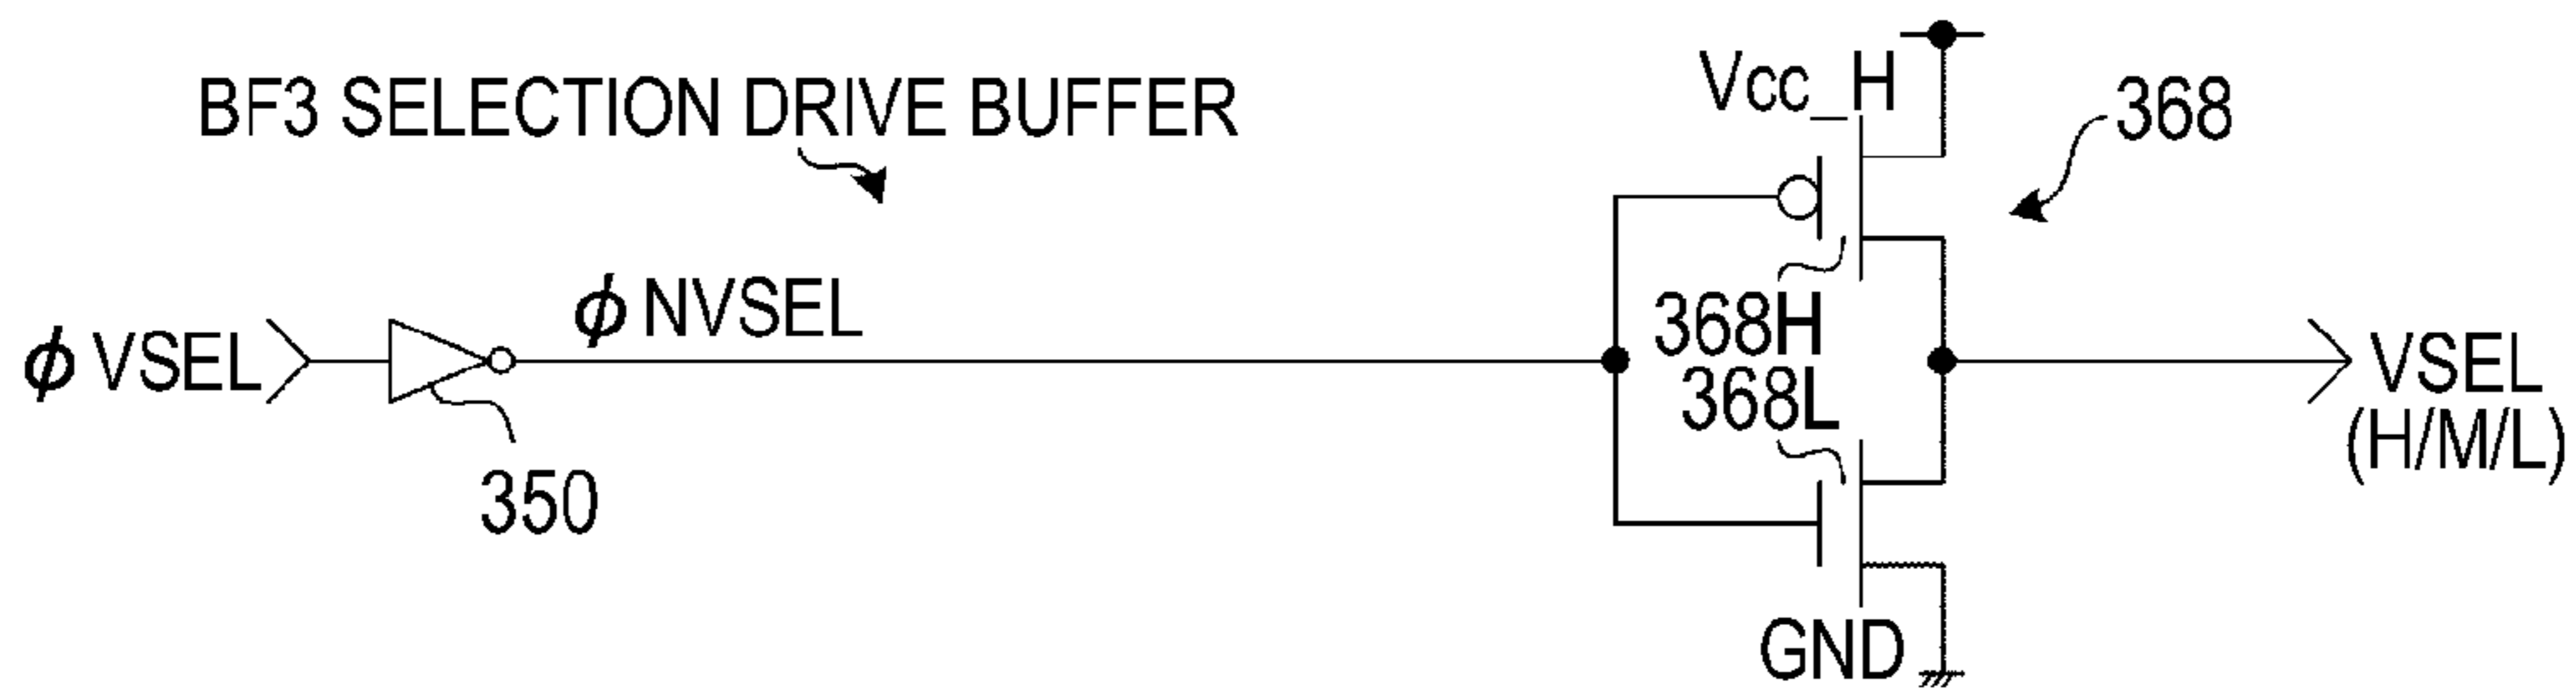 BF3 SELECTION DRIVE BUFFER
Vcc_H
368
ϕ VSEL
ϕ NVSEL
350
368H
368L
VSEL
(H/M/L)
GND